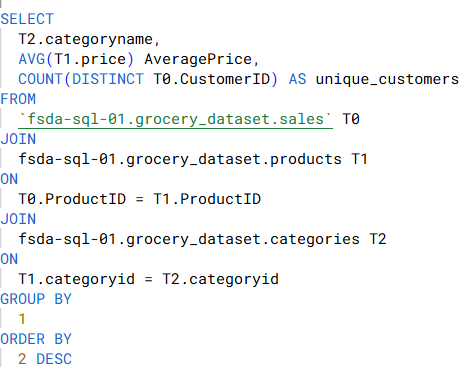 SELECT
T2.categoryname,
AVG(T1.price) AveragePrice,
COUNT(DISTINCT T0.CustomerID) AS unique_customers
FROM
`fsda-sql-01.grocery_dataset.sales` T0
JOIN
fsda-sql-01.grocery_dataset.products T1
ON
T0.ProductID = T1.ProductID
JOIN
fsda-sql-01.grocery_dataset.categories T2
ON
T1.categoryid = T2.categoryid
GROUP BY
1
ORDER BY
2 DESC